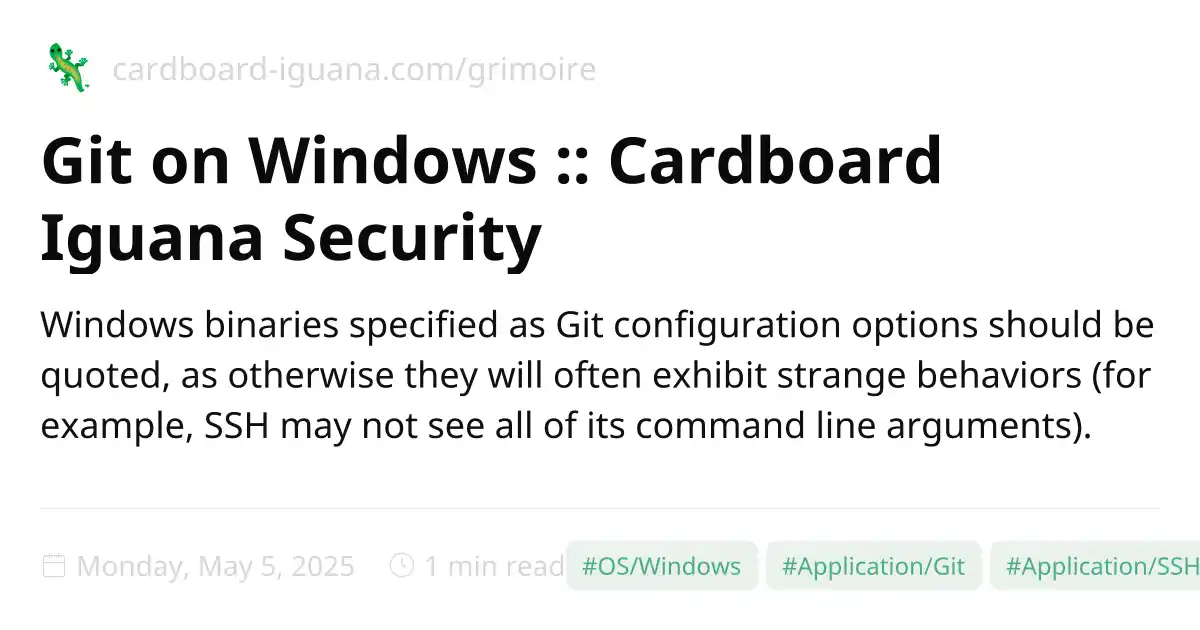 cardboard-iguana.com/grimoire
Git on Windows :: Cardboard
Iguana Security
Windows binaries specified as Git configuration options should be
quoted, as otherwise they will often exhibit strange behaviors (for
example, SSH may not see all of its command line arguments).
Monday, May 5, 2025 1 min read #OS/Windows #Application/Git #Application/SSH